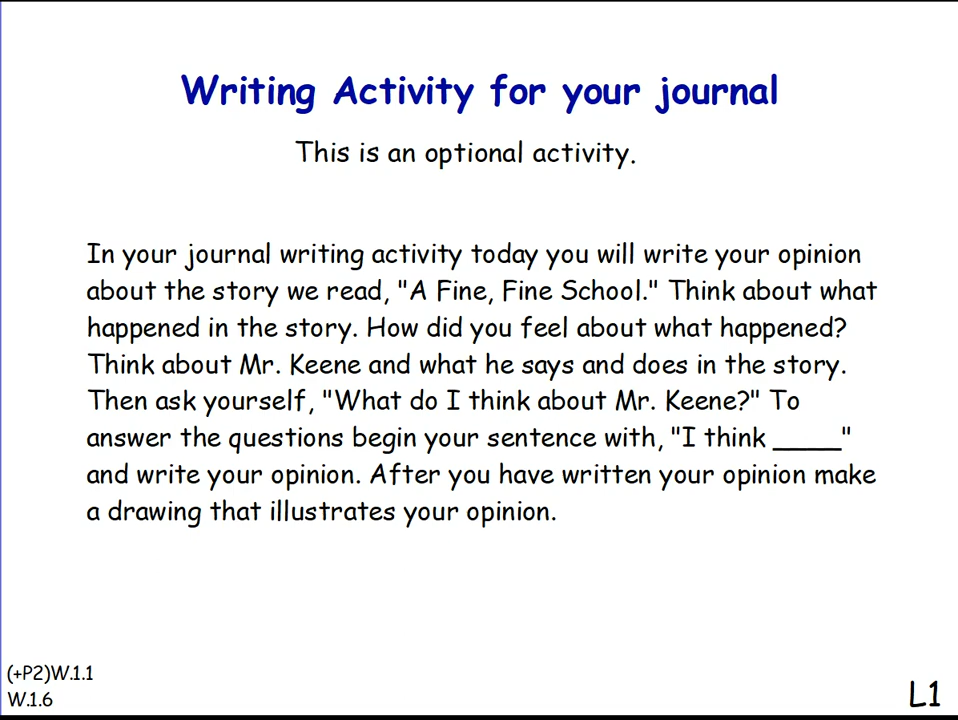 Writing Activity for your journal
This is an optional activity.
In your journal writing activity today you will write your opinion
about the story we read, "A Fine, Fine School." Think about what
happened in the story. How did you feel about what happened?
Think about Mr. Keene and what he says and does in the story.
Then ask yourself, "What do I think about Mr. Keene?" To
answer the questions begin your sentence with, "I think ____"
and write your opinion. After you have written your opinion make
a drawing that illustrates your opinion.
(+P2)W.1.1
W.1.6
L1